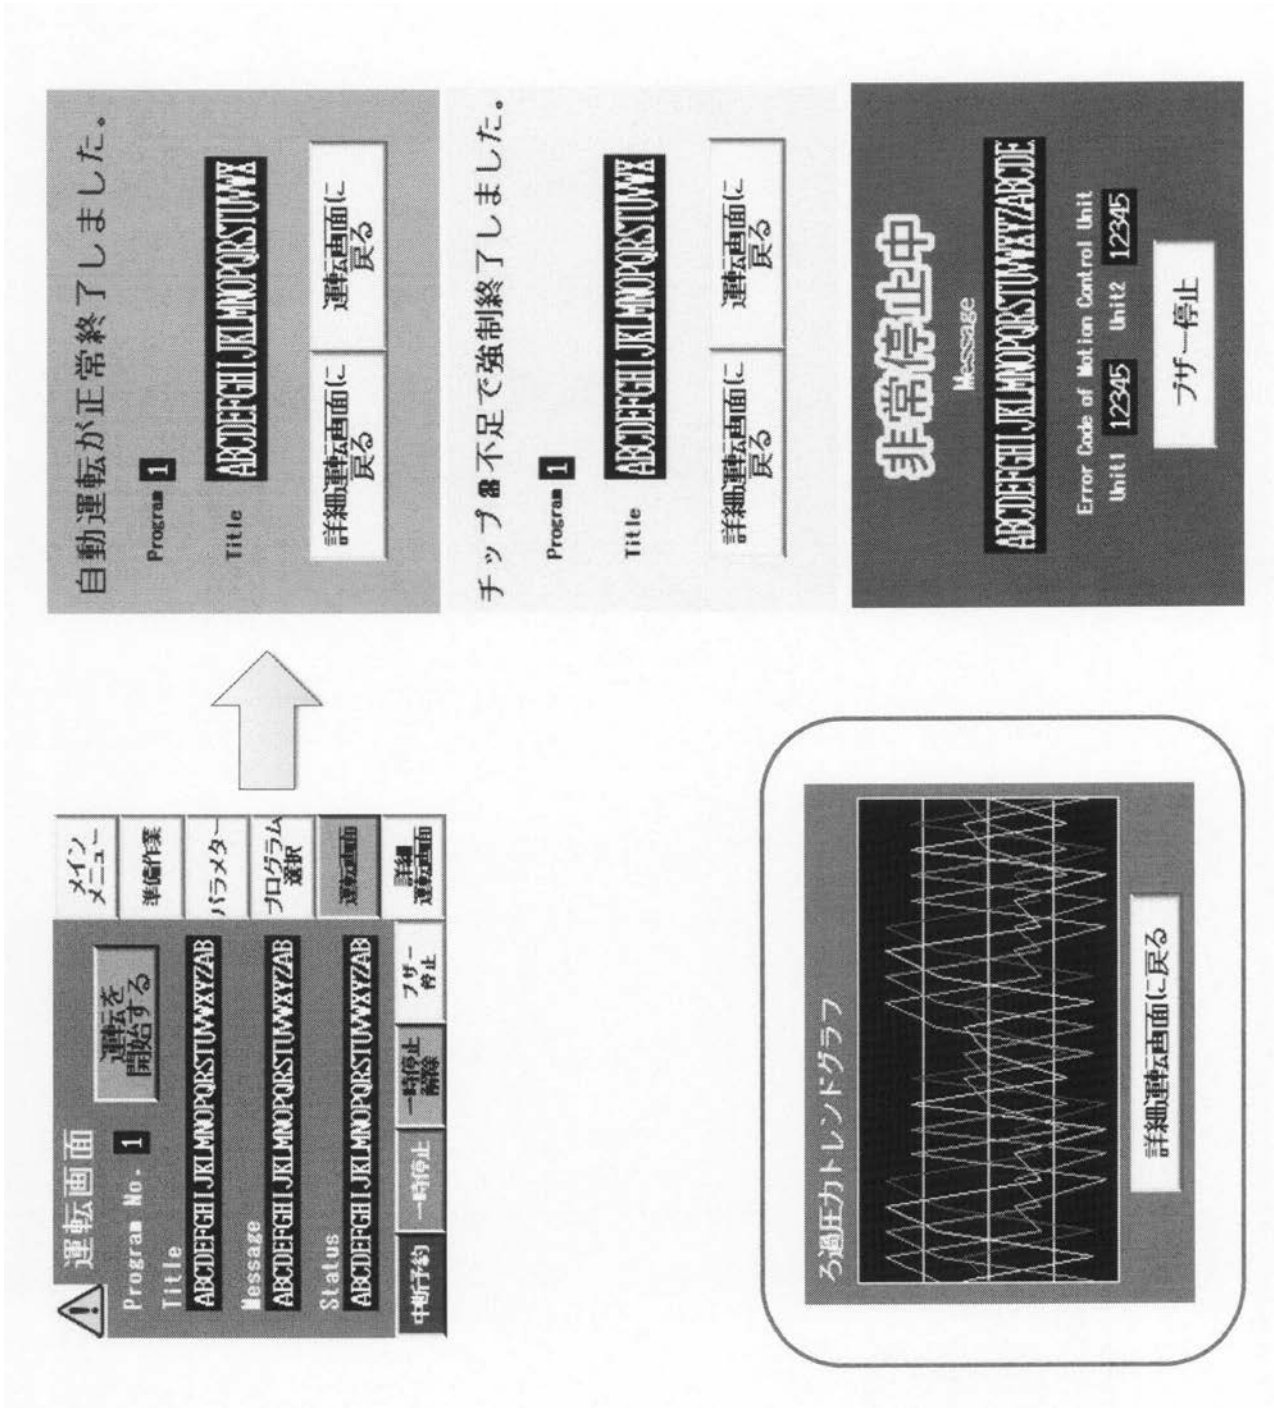 運転画面
Program No. 1
運転を
開始する
Title
ABCDEFGHIJKLMNOPQRSTUVWXYZAB
Message
ABCDEFGHIJKLMNOPQRSTUVWXYZAB
Status
ABCDEFGHIJKLMNOPQRSTUVWXYZAB
メイン
メニュー
準備作業
パラメター
プログラム
選択
運転画面
詳細
運転画面
中断予約
一時停止
一時停止
解除
ブザー
停止
自動運転が正常終了しました。
Program 1
Title ABCDEFGHIJKLMNOPQRSTUVWX
詳細運転画面に
戻る
運転画面に
戻る
チップ 不足で強制終了しました。
Program 1
Title ABCDEFGHIJKLMNOPQRSTUVWX
詳細運転画面に
戻る
運転画面に
戻る
ろ過圧力トレンドグラフ
詳細運転画面に戻る
非常停止中
Message
ABCDEFGHIJKLMNOPQRSTUVWXYZABCDE
Error Code of Motion Control Unit
Unit1 12345 Unit2 12345
ブザー停止